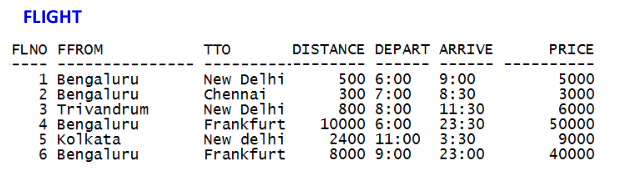 FLIGHT
FLNO FFROM TTO DISTANCE DEPART ARRIVE PRICE
---- ---------------- ---------- ---------- ------ ------ ----------
1 Bengaluru New Delhi 500 6:00 9:00 5000
2 Bengaluru Chennai 300 7:00 8:30 3000
3 Trivandrum New Delhi 800 8:00 11:30 6000
4 Bengaluru Frankfurt 10000 6:00 23:30 50000
5 Kolkata New delhi 2400 11:00 3:30 9000
6 Bengaluru Frankfurt 8000 9:00 23:00 40000